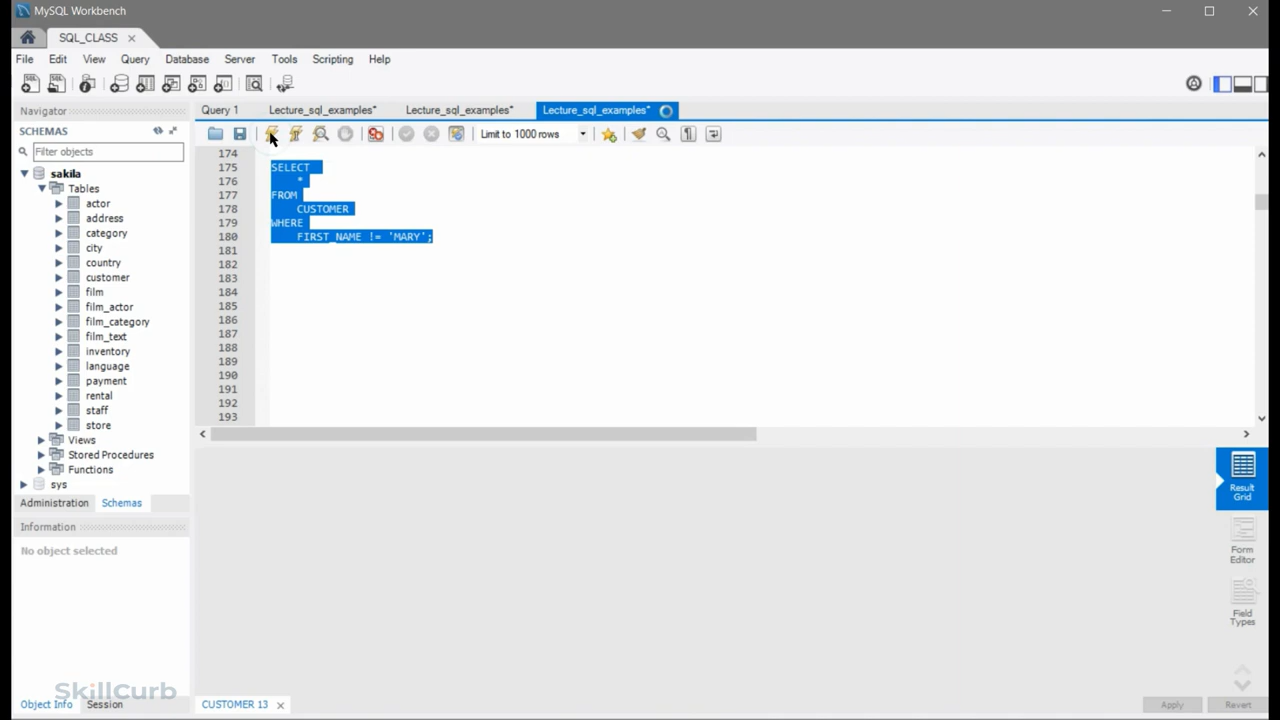 MySQL Workbench
SQL_CLASS
File Edit View Query Database Server Tools Scripting Help
Navigator
SCHEMAS
Filter objects
sakila
Tables
actor
address
category
city
country
customer
film
film_actor
film_category
film_text
inventory
language
payment
rental
staff
store
Views
Stored Procedures
Functions
sys
Administration Schemas
Information
No object selected
SkillCurb
Object Info Session
Query 1 Lecture_sql_examples* Lecture_sql_examples* Lecture_sql_examples*
Limit to 1000 rows
174
175 SELECT
176 *
177 FROM
178 CUSTOMER
179 WHERE
180 FIRST_NAME != 'MARY';
181
182
183
184
185
186
187
188
189
190
191
192
193
Result
Grid
Form
Editor
Field
Types
CUSTOMER 13
Apply Revert